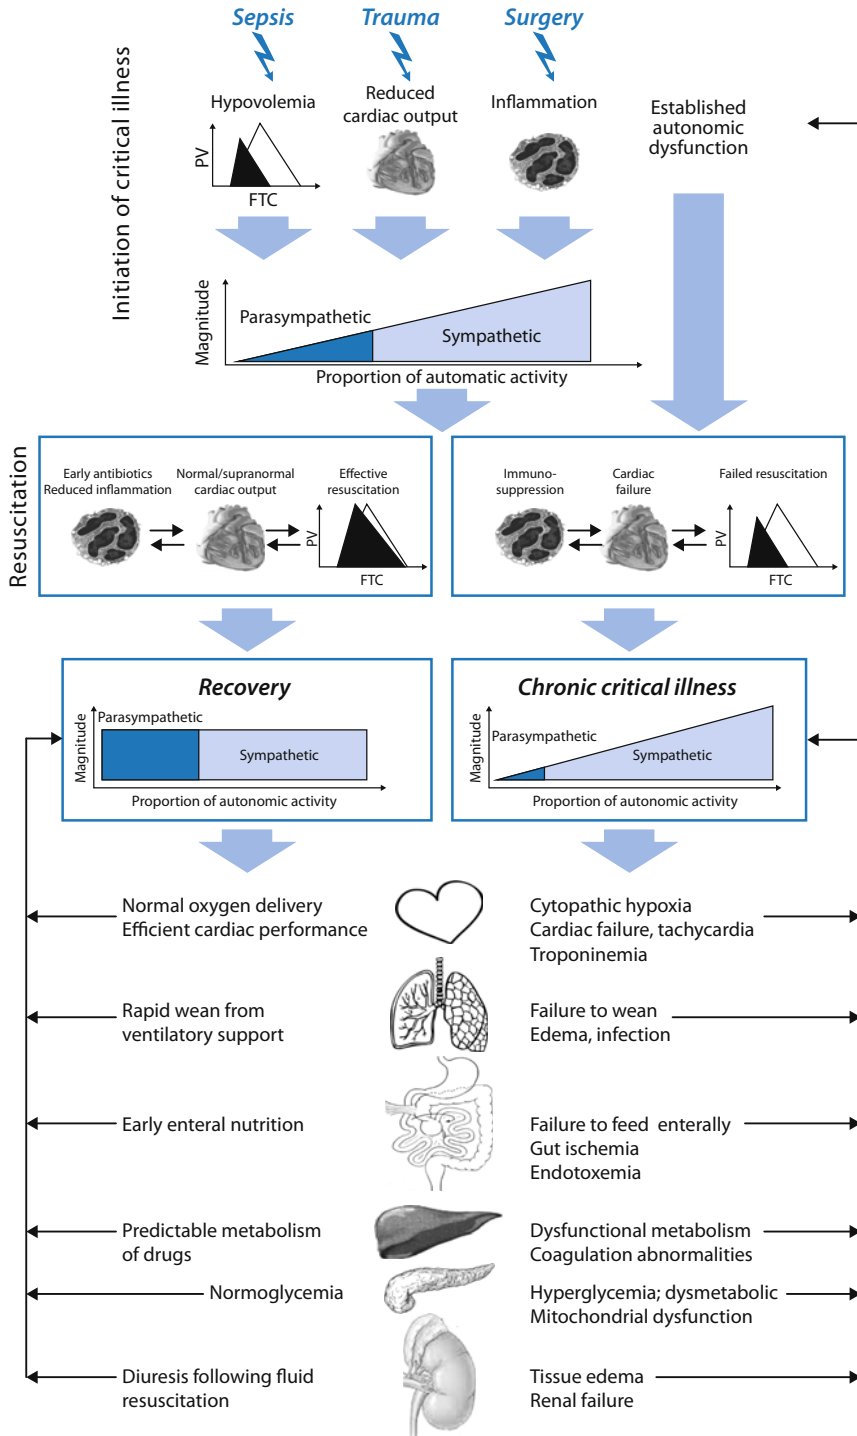 Sepsis
Trauma
Surgery
Initiation of critical illness
Hypovolemia
PV
FTC
Reduced
cardiac output
Inflammation
Established
autonomic
dysfunction
Magnitude
Parasympathetic
Sympathetic
Proportion of automatic activity
Resuscitation
Early antibiotics
Reduced inflammation
Normal/supranormal
cardiac output
Effective
resuscitation
PV
FTC
Immuno-
suppression
Cardiac
failure
Failed resuscitation
PV
FTC
Recovery
Magnitude
Parasympathetic
Sympathetic
Proportion of autonomic activity
Chronic critical illness
Magnitude
Parasympathetic
Sympathetic
Proportion of autonomic activity
Normal oxygen delivery
Efficient cardiac performance
Cytopathic hypoxia
Cardiac failure, tachycardia
Troponinemia
Rapid wean from
ventilatory support
Failure to wean
Edema, infection
Early enteral nutrition
Failure to feed enterally
Gut ischemia
Endotoxemia
Predictable metabolism
of drugs
Dysfunctional metabolism
Coagulation abnormalities
Normoglycemia
Hyperglycemia; dysmetabolic
Mitochondrial dysfunction
Diuresis following fluid
resuscitation
Tissue edema
Renal failure